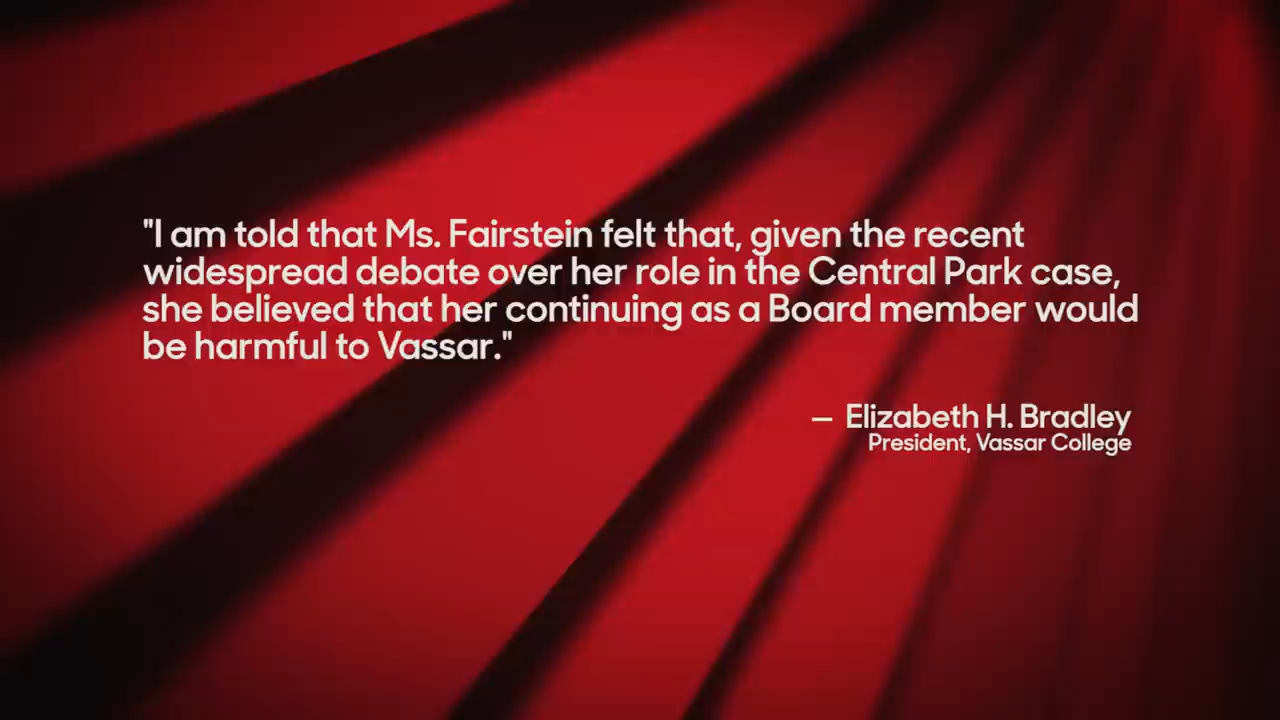 "I am told that Ms. Fairstein felt that, given the recent
widespread debate over her role in the Central Park case,
she believed that her continuing as a Board member would
be harmful to Vassar."
— Elizabeth H. Bradley
President, Vassar College